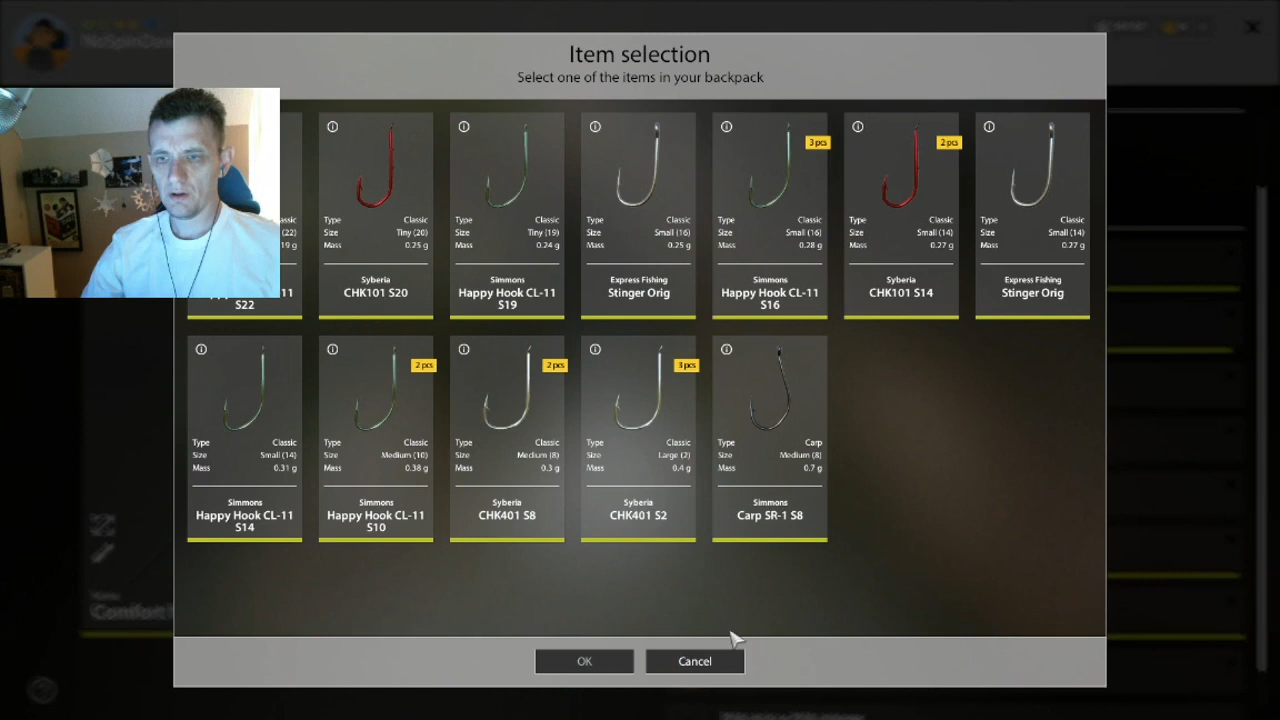 Item selection
Select one of the items in your backpack
(22)
19 g
S22
Type Classic
Size Tiny (20)
Mass 0.25 g
Syberia
CHK101 S20
Type Classic
Size Tiny (19)
Mass 0.24 g
Simmons
Happy Hook CL-11
S19
Type Classic
Size Small (16)
Mass 0.25 g
Express Fishing
Stinger Orig
3 pcs
Type Classic
Size Small (16)
Mass 0.28 g
Simmons
Happy Hook CL-11
S16
2 pcs
Type Classic
Size Small (14)
Mass 0.27 g
Syberia
CHK101 S14
Type Classic
Size Small (14)
Mass 0.27 g
Express Fishing
Stinger Orig
Type Classic
Size Small (14)
Mass 0.31 g
Simmons
Happy Hook CL-11
S14
2 pcs
Type Classic
Size Medium (10)
Mass 0.38 g
Simmons
Happy Hook CL-11
S10
2 pcs
Type Classic
Size Medium (8)
Mass 0.3 g
Syberia
CHK401 S8
3 pcs
Type Classic
Size Large (2)
Mass 0.4 g
Syberia
CHK401 S2
Type Carp
Size Medium (8)
Mass 0.7 g
Simmons
Carp SR-1 S8
Comfort
OK
Cancel